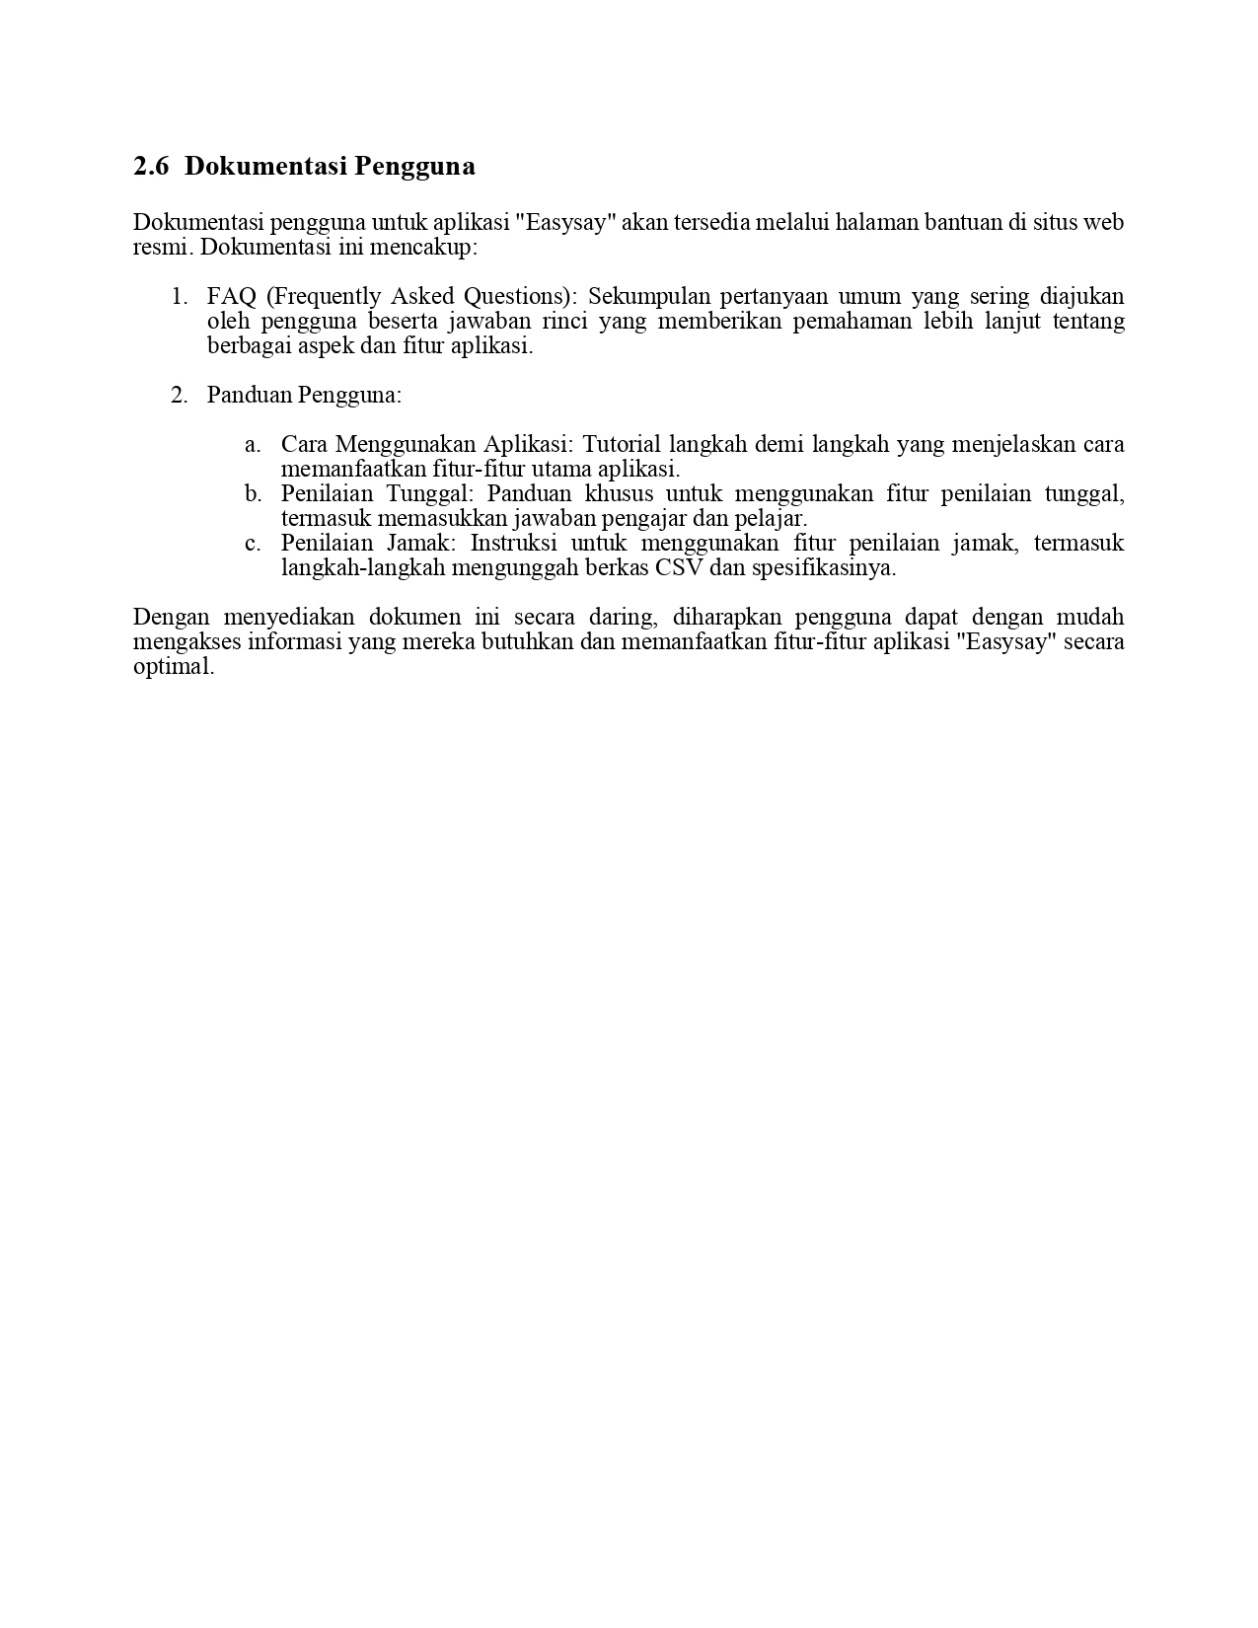 2.6 Dokumentasi Pengguna
Dokumentasi pengguna untuk aplikasi "Easysay" akan tersedia melalui halaman bantuan di situs web
resmi. Dokumentasi ini mencakup:
1. FAQ (Frequently Asked Questions): Sekumpulan pertanyaan umum yang sering diajukan
oleh pengguna beserta jawaban rinci yang memberikan pemahaman lebih lanjut tentang
berbagai aspek dan fitur aplikasi.
2. Panduan Pengguna:
a. Cara Menggunakan Aplikasi: Tutorial langkah demi langkah yang menjelaskan cara
memanfaatkan fitur-fitur utama aplikasi.
b. Penilaian Tunggal: Panduan khusus untuk menggunakan fitur penilaian tunggal,
termasuk memasukkan jawaban pengajar dan pelajar.
c. Penilaian Jamak: Instruksi untuk menggunakan fitur penilaian jamak, termasuk
langkah-langkah mengunggah berkas CSV dan spesifikasinya.
Dengan menyediakan dokumen ini secara daring, diharapkan pengguna dapat dengan mudah
mengakses informasi yang mereka butuhkan dan memanfaatkan fitur-fitur aplikasi "Easysay" secara
optimal.